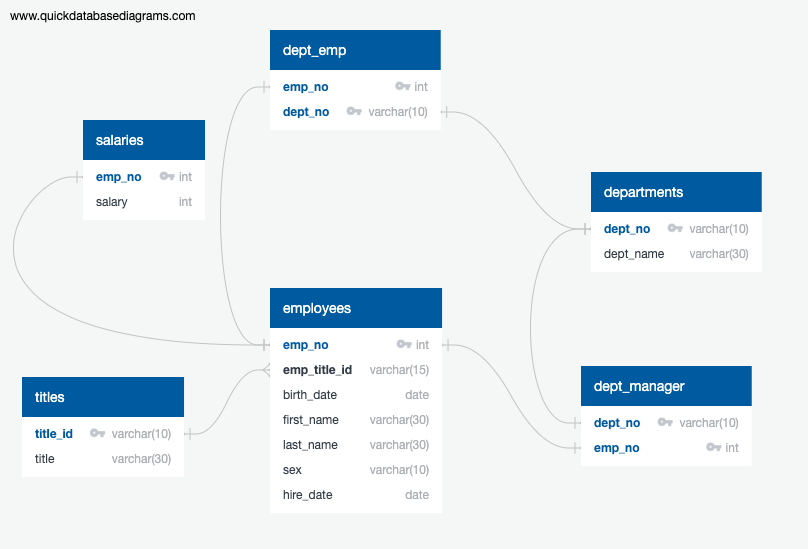 www.quickdatabasediagrams.com
dept_emp
emp_no int
dept_no varchar(10)
salaries
emp_no int
salary int
departments
dept_no varchar(10)
dept_name varchar(30)
employees
emp_no int
emp_title_id varchar(15)
birth_date date
first_name varchar(30)
last_name varchar(30)
sex varchar(10)
hire_date date
titles
title_id varchar(10)
title varchar(30)
dept_manager
dept_no varchar(10)
emp_no int